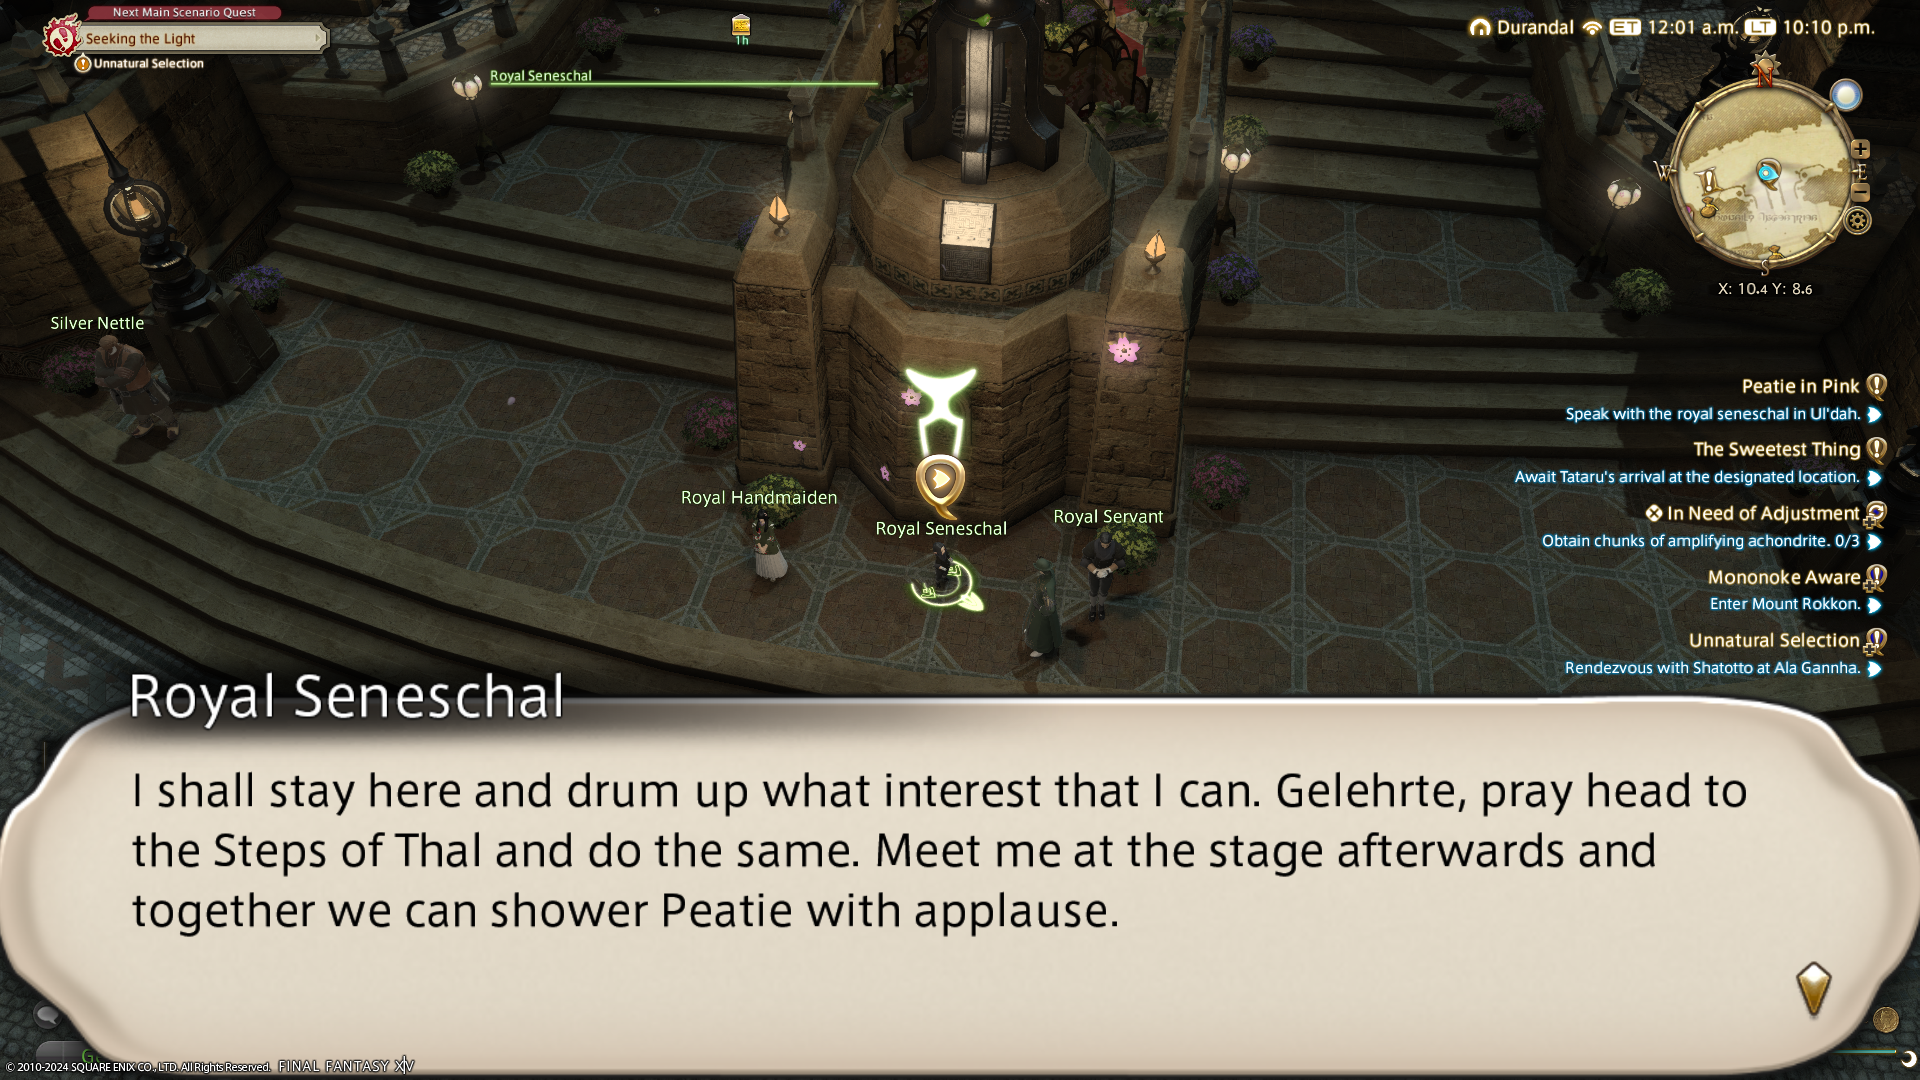 Next Main Scenario Quest
Seeking the Light
Unnatural Selection
1h
Royal Seneschal
Durandal ET 12:01 a.m. LT 10:10 p.m.
N
W
E
S
X: 10.4 Y: 8.6
Silver Nettle
Royal Handmaiden
Royal Seneschal
Royal Servant
Peatie in Pink
Speak with the royal seneschal in Ul'dah.
The Sweetest Thing
Await Tataru's arrival at the designated location.
In Need of Adjustment
Obtain chunks of amplifying achondrite. 0/3
Mononoke Aware
Enter Mount Rokkon.
Unnatural Selection
Rendezvous with Shatotto at Ala Gannha.
Royal Seneschal
I shall stay here and drum up what interest that I can. Gelehrte, pray head to
the Steps of Thal and do the same. Meet me at the stage afterwards and
together we can shower Peatie with applause.
© 2010-2024 SQUARE ENIX CO., LTD. All Rights Reserved. FINAL FANTASY XIV